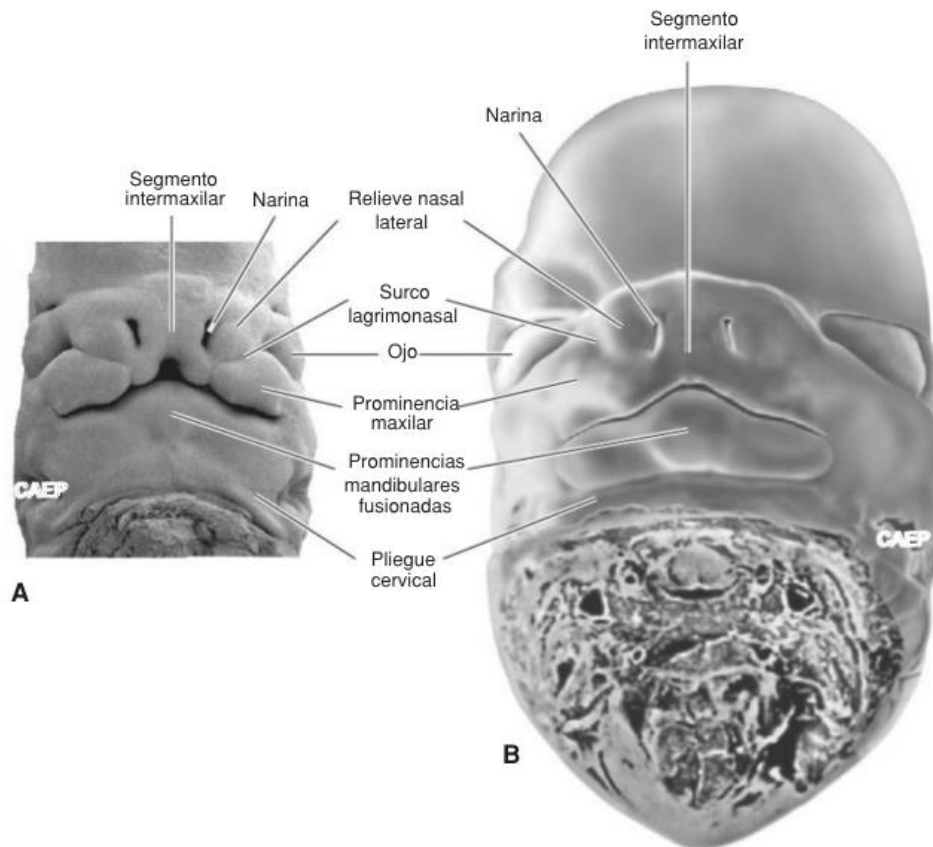 Segmento
intermaxilar
Narina
Segmento
intermaxilar
Narina
Relieve nasal
lateral
Surco
lagrimonasal
Ojo
Prominencia
maxilar
Prominencias
mandibulares
fusionadas
Pliegue
cervical
CAEP
CAEP
A
B